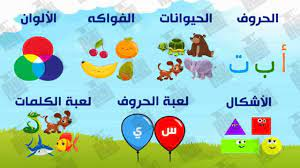 الحروف
الحيوانات
الفواكه
الألوان
أ ب ت
الأشكال
لعبة الحروف
لعبة الكلمات
س
ي